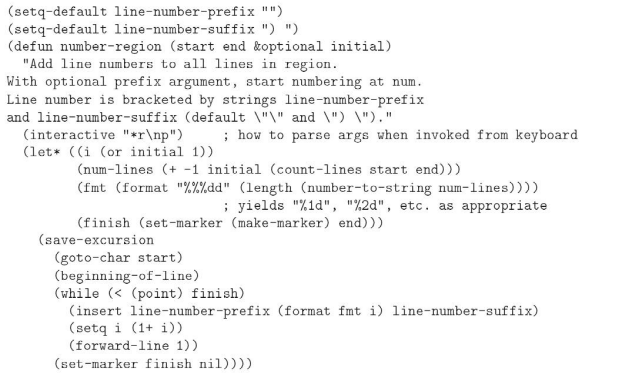 (setq-default line-number-prefix "")
(setq-default line-number-suffix ") ")
(defun number-region (start end &optional initial)
  "Add line numbers to all lines in region.
With optional prefix argument, start numbering at num.
Line number is bracketed by strings line-number-prefix
and line-number-suffix (default \"\" and \") \")."
  (interactive "*r\np")     ; how to parse args when invoked from keyboard
  (let* ((i (or initial 1))
         (num-lines (+ -1 initial (count-lines start end)))
         (fmt (format "%%%dd" (length (number-to-string num-lines))))
                            ; yields "%1d", "%2d", etc. as appropriate
         (finish (set-marker (make-marker) end)))
    (save-excursion
      (goto-char start)
      (beginning-of-line)
      (while (< (point) finish)
        (insert line-number-prefix (format fmt i) line-number-suffix)
        (setq i (1+ i))
        (forward-line 1))
      (set-marker finish nil))))